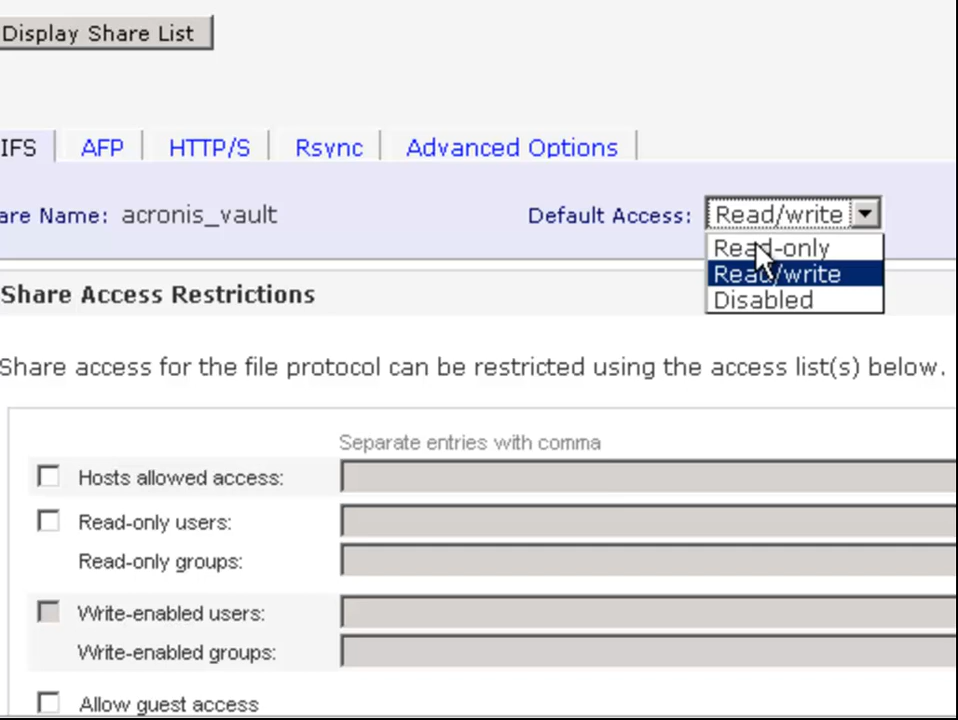 Display Share List
IFS AFP HTTP/S Rsync Advanced Options
are Name: acronis_vault Default Access: Read/write
Read-only
Read/write
Disabled
Share Access Restrictions
Share access for the file protocol can be restricted using the access list(s) below.
Separate entries with comma
Hosts allowed access:
Read-only users:
Read-only groups:
Write-enabled users:
Write-enabled groups:
Allow guest access